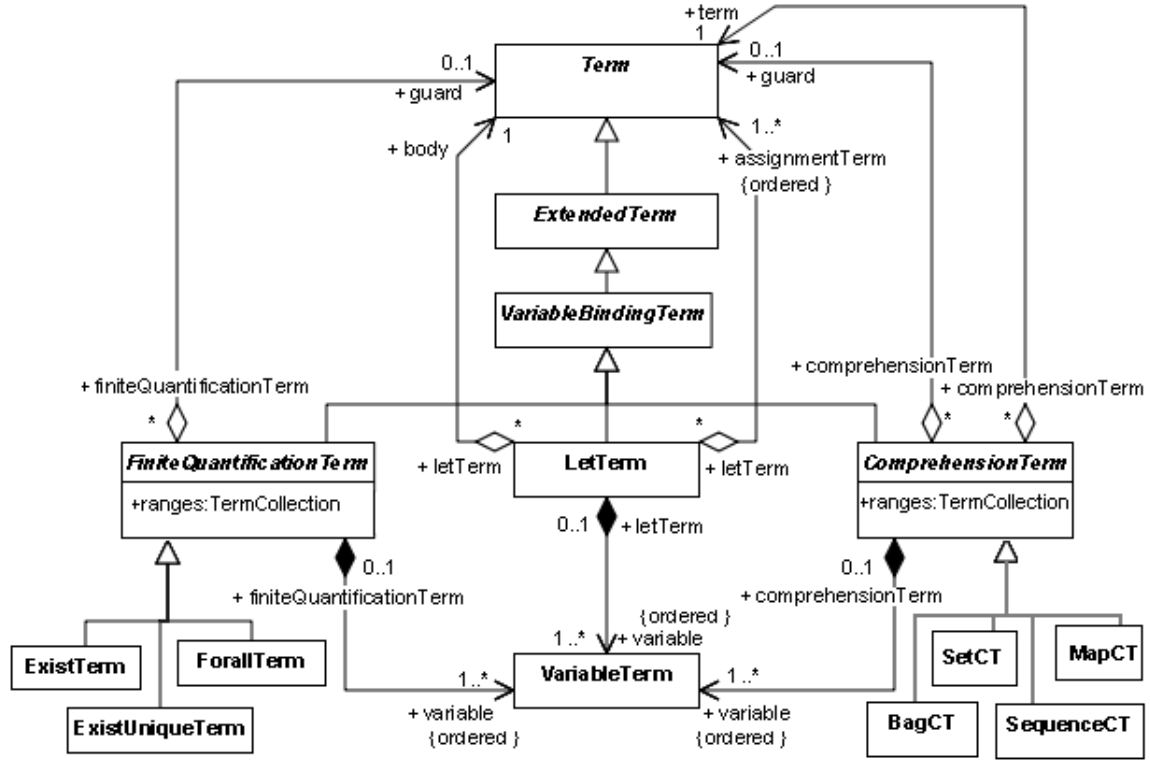 + term
1
0..1
Term
0..1
+ guard
+ guard
1
1..*
+ body
+ assignmentTerm
{ordered }
ExtendedTerm
VariableBindingTerm
+ comprehensionTerm
+ finiteQuantificationTerm
+ comprehensionTerm
*
*
*
*
*
FiniteQuantificationTerm
+ letTerm
LetTerm
+ letTerm
ComprehensionTerm
+ranges:TermCollection
+ranges:TermCollection
0..1
+ letTerm
0..1
0..1
+ finiteQuantificationTerm
+ comprehensionTerm
{ordered }
1..*
+ variable
ExistTerm
ForallTerm
SetCT
MapCT
VariableTerm
1..*
1..*
+ variable
{ordered }
+ variable
{ordered }
ExistUniqueTerm
BagCT
SequenceCT